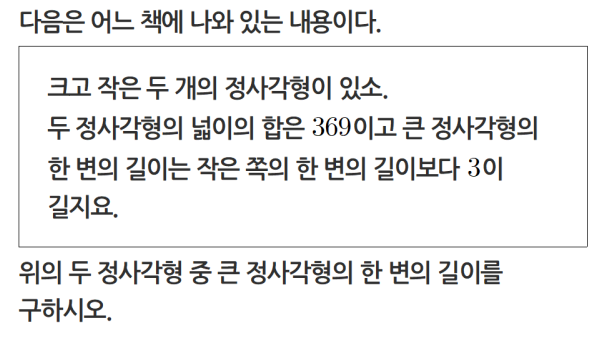 다음은 어느 책에 나와 있는 내용이다.
크고 작은 두 개의 정사각형이 있소.
두 정사각형의 넓이의 합은 369이고 큰 정사각형의
한 변의 길이는 작은 쪽의 한 변의 길이보다 3이
길지요.
위의 두 정사각형 중 큰 정사각형의 한 변의 길이를
구하시오.